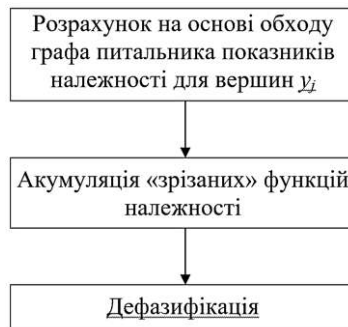 Розрахунок на основі обходу
графа питальника показників
належності для вершин yj
Акумуляція «зрізаних» функцій
належності
Дефазифікація